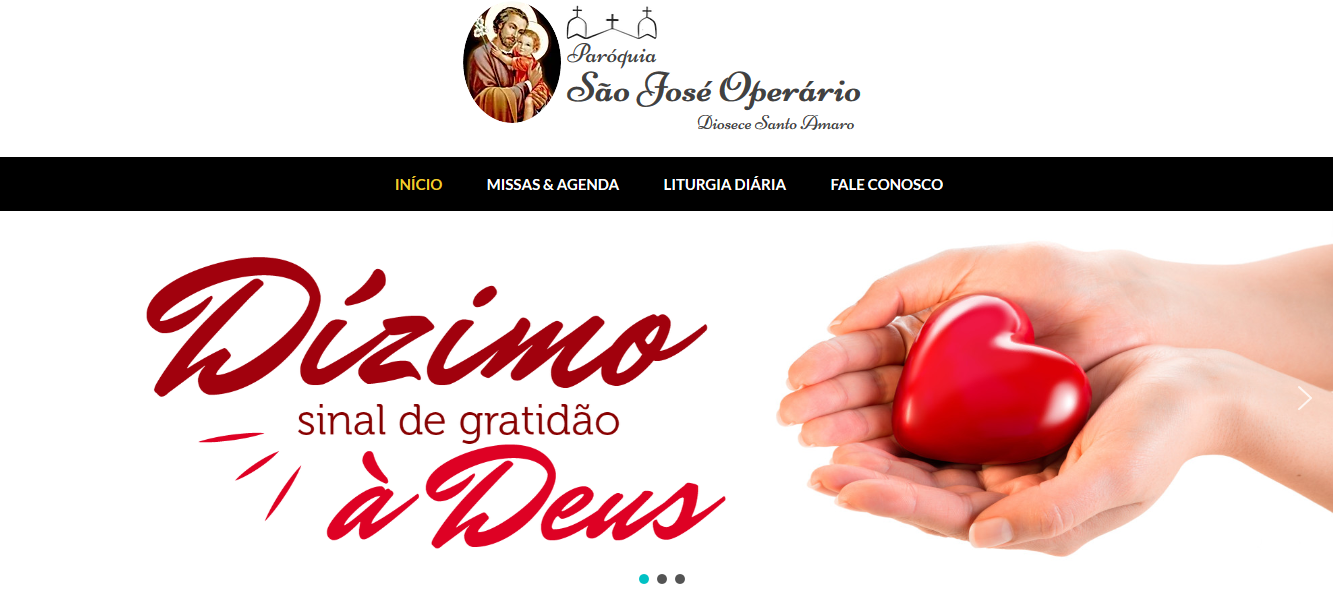 Paróquia
São José Operário
Diosece Santo Amaro
INÍCIO MISSAS & AGENDA LITURGIA DIÁRIA FALE CONOSCO
Dízimo
sinal de gratidão
à Deus